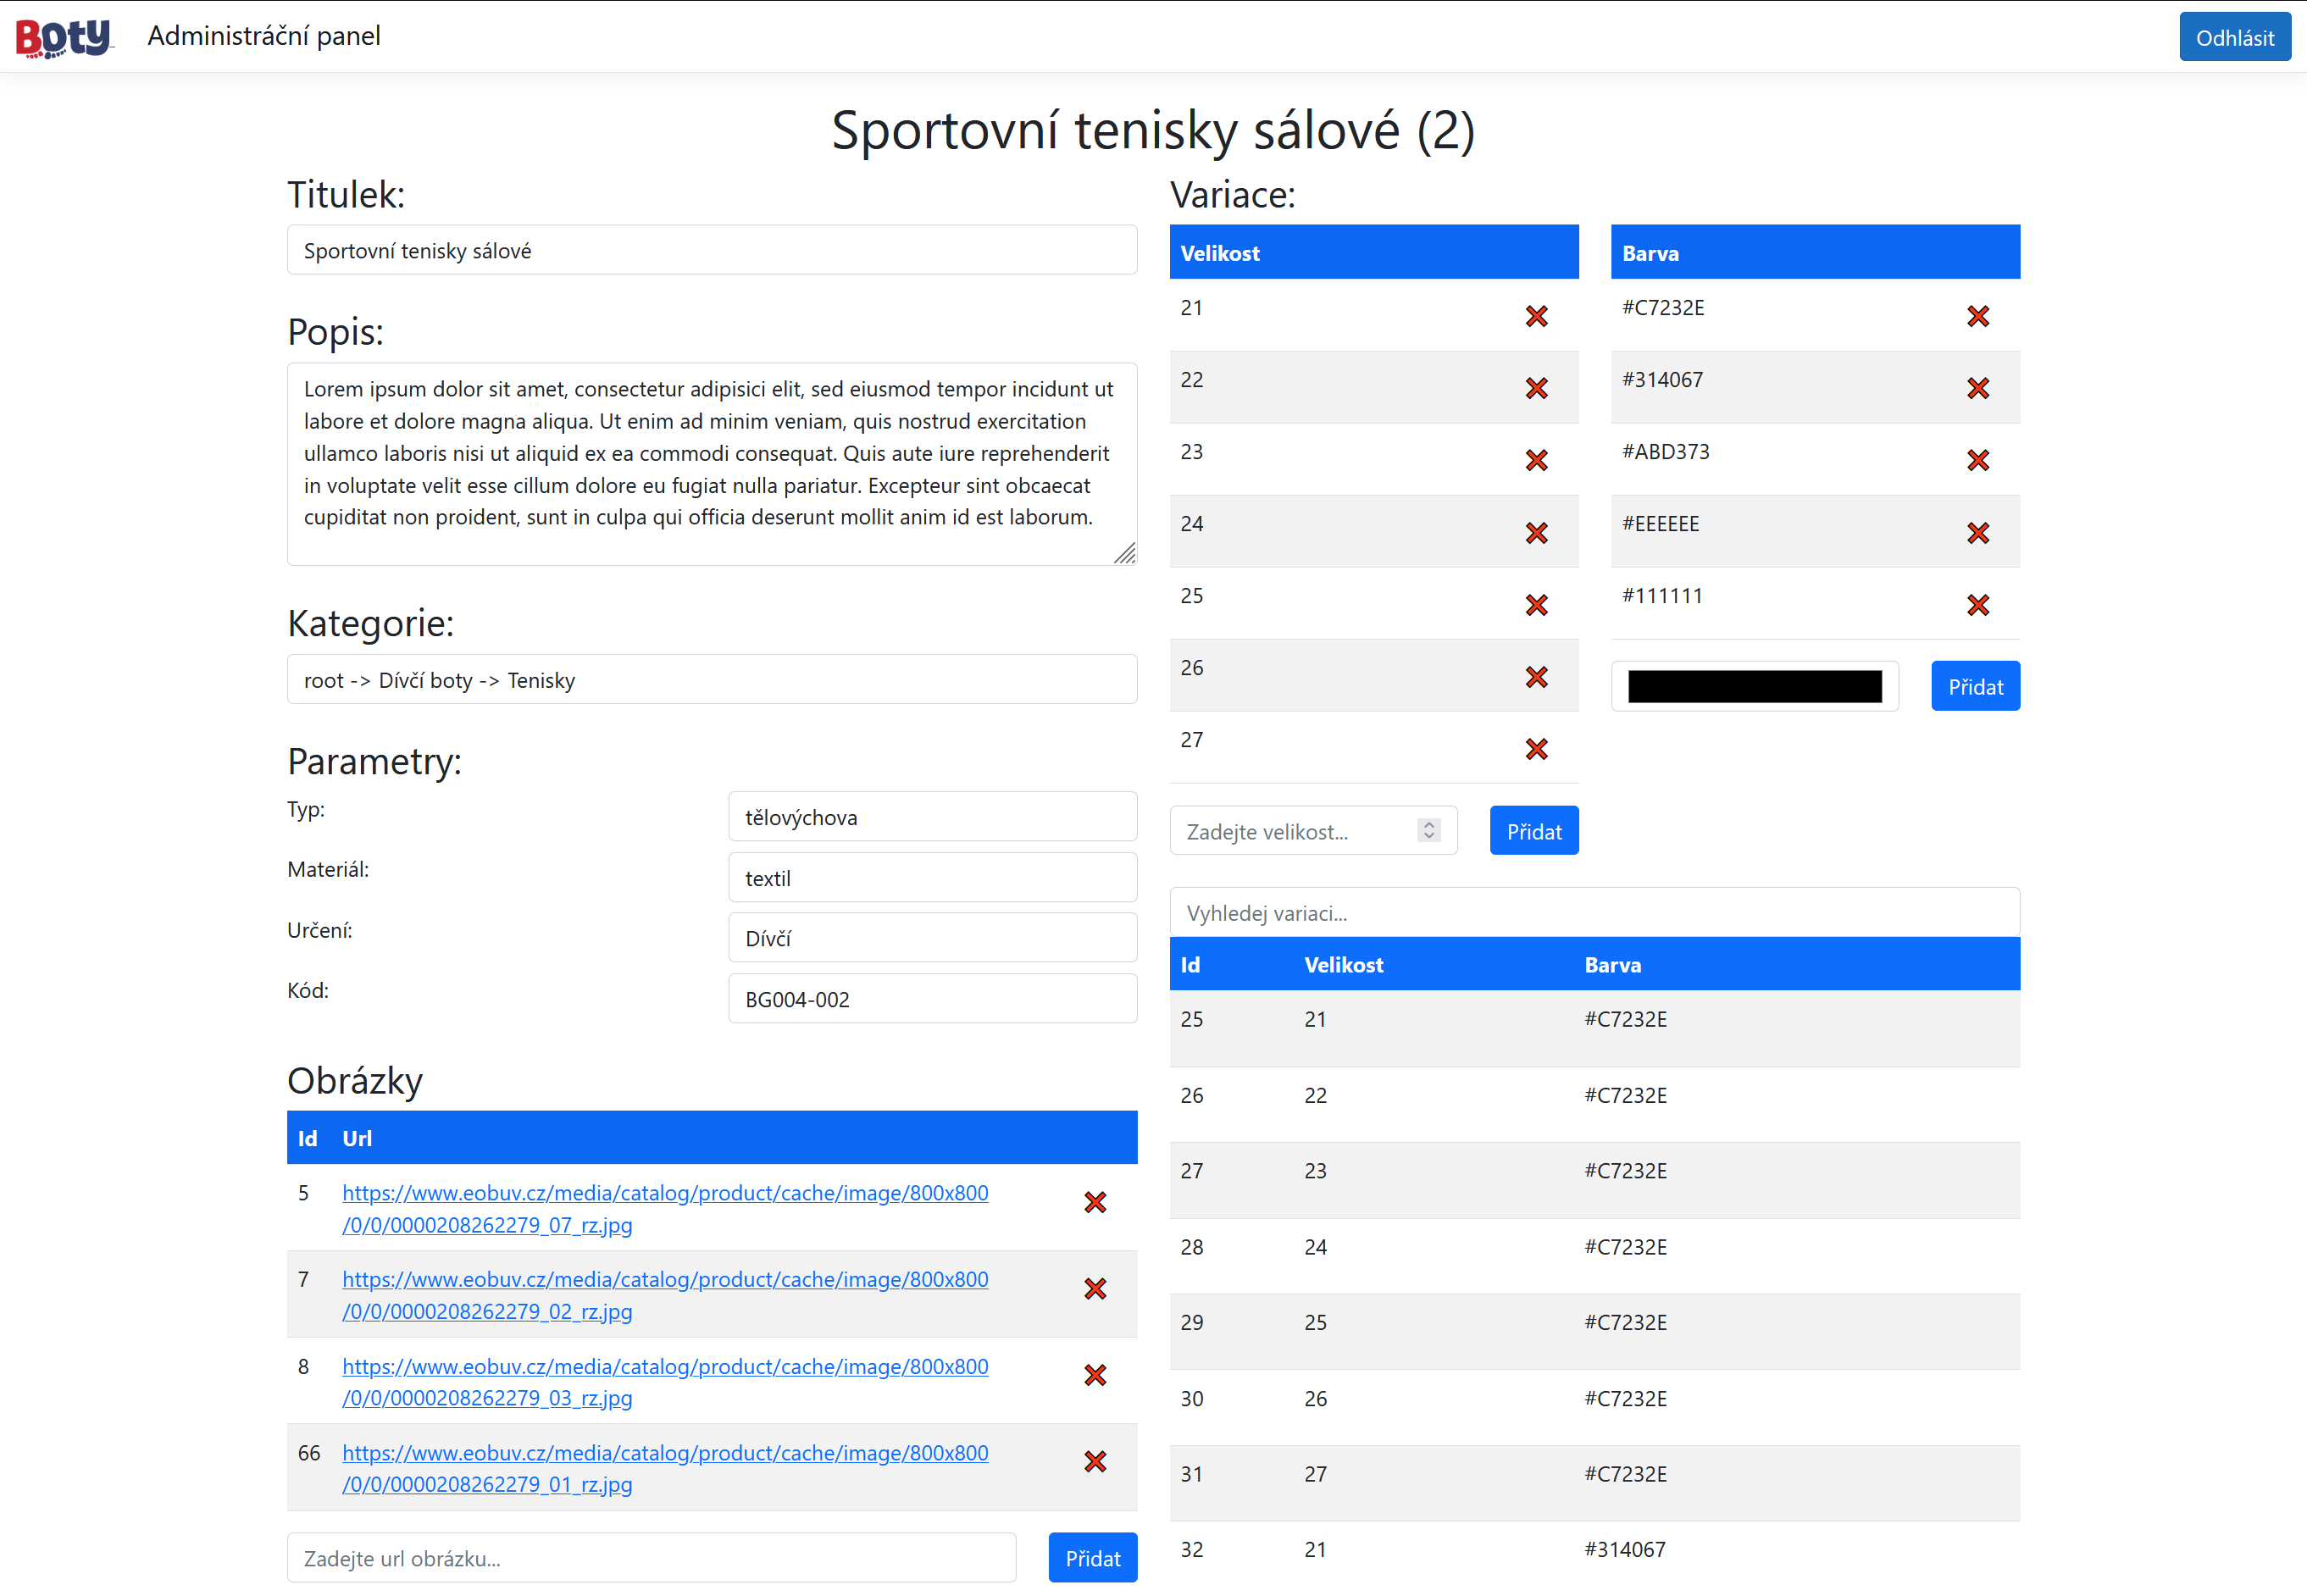 Boty
Administráční panel
Odhlásit
Sportovní tenisky sálové (2)
Titulek:
Sportovní tenisky sálové
Popis:
Lorem ipsum dolor sit amet, consectetur adipisici elit, sed eiusmod tempor incidunt ut
labore et dolore magna aliqua. Ut enim ad minim veniam, quis nostrud exercitation
ullamco laboris nisi ut aliquid ex ea commodi consequat. Quis aute iure reprehenderit
in voluptate velit esse cillum dolore eu fugiat nulla pariatur. Excepteur sint obcaecat
cupiditat non proident, sunt in culpa qui officia deserunt mollit anim id est laborum.
Kategorie:
root -> Dívčí boty -> Tenisky
Parametry:
Typ: tělovýchova
Materiál: textil
Určení: Dívčí
Kód: BG004-002
Obrázky
Id Url
5 https://www.eobuv.cz/media/catalog/product/cache/image/800x800
/0/0/0000208262279_07_rz.jpg
7 https://www.eobuv.cz/media/catalog/product/cache/image/800x800
/0/0/0000208262279_02_rz.jpg
8 https://www.eobuv.cz/media/catalog/product/cache/image/800x800
/0/0/0000208262279_03_rz.jpg
66 https://www.eobuv.cz/media/catalog/product/cache/image/800x800
/0/0/0000208262279_01_rz.jpg
Zadejte url obrázku... Přidat
Variace:
Velikost
21
22
23
24
25
26
27
Zadejte velikost... Přidat
Barva
#C7232E
#314067
#ABD373
#EEEEEE
#111111
Přidat
Vyhledej variaci...
Id Velikost Barva
25 21 #C7232E
26 22 #C7232E
27 23 #C7232E
28 24 #C7232E
29 25 #C7232E
30 26 #C7232E
31 27 #C7232E
32 21 #314067